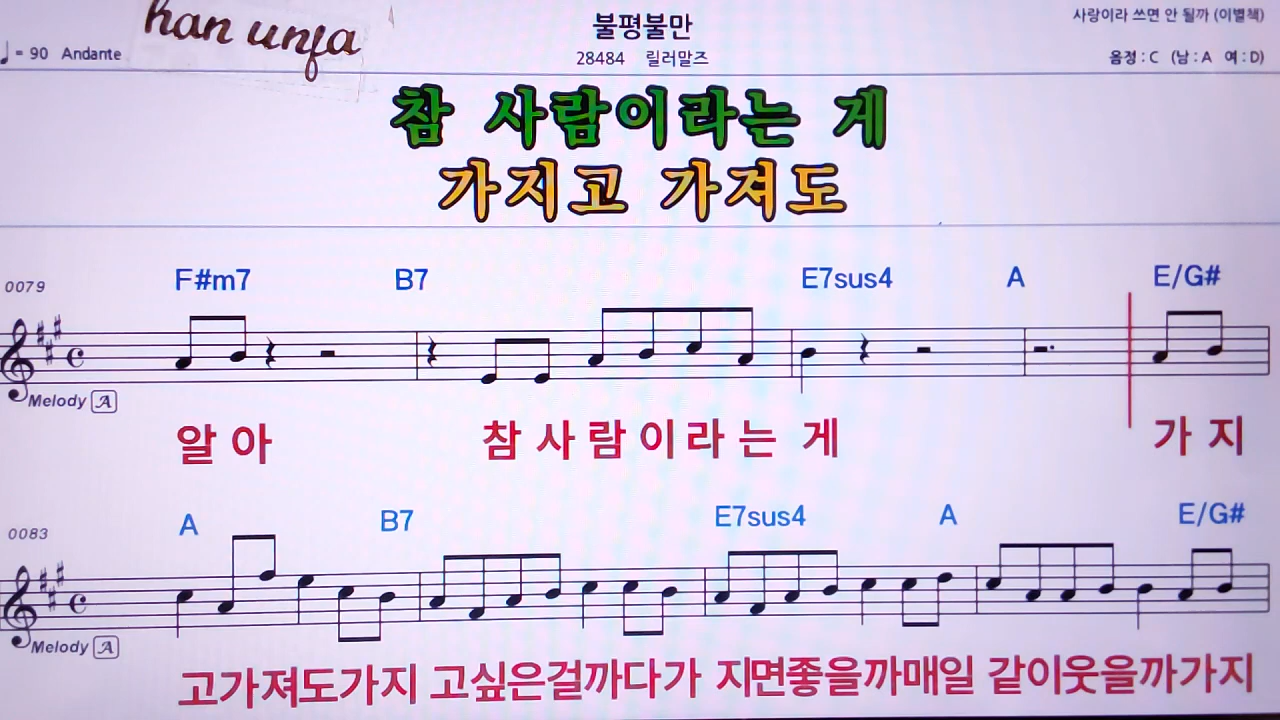 han unfa
사랑이라 쓰면 안 될까 (이별책)
불평불만
♩= 90 Andante
28484 릴러말즈
음정 : C (남 : A 여 : D)
참 사람이라는 게
가지고 가져도
0079 F#m7 B7 E7sus4 A E/G#
Melody A
알 아 참 사 람 이 라 는 게 가 지
0083 A B7 E7sus4 A E/G#
Melody A
고가져도가지 고싶은걸까다가 지면좋을까매일 같이웃을까가지